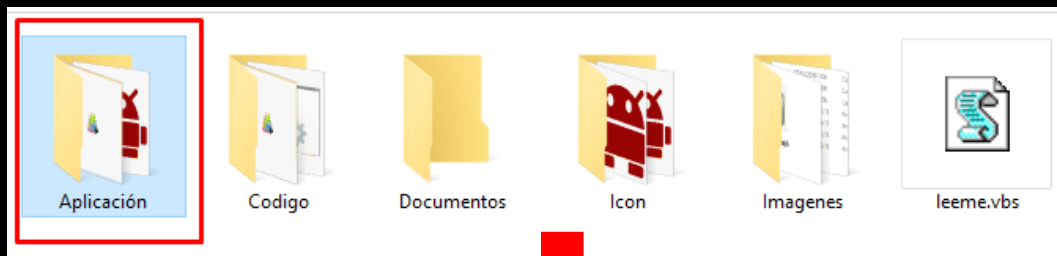 Aplicación
Codigo
Documentos
Icon
Imagenes
leeme.vbs